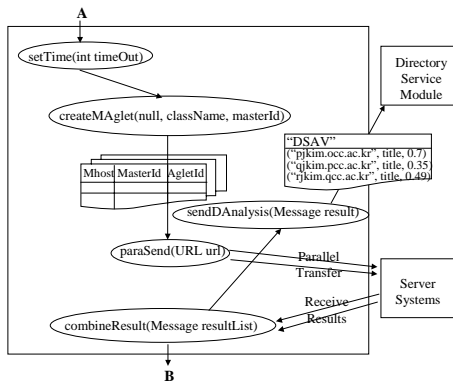 A
setTime(int timeOut)
Directory
Service
Module
createMAglet(null, className, masterId)
"DSAV"
("pjkim.occ.ac.kr", title, 0.7)
("qjkim.pcc.ac.kr", title, 0.35)
("rjkim.qcc.ac.kr", title, 0.49)
Mhost MasterId AgletId
sendDAnalysis(Message result)
paraSend(URL url)
Parallel
Transfer
Server
Systems
Receive
Results
combineResult(Message resultList)
B